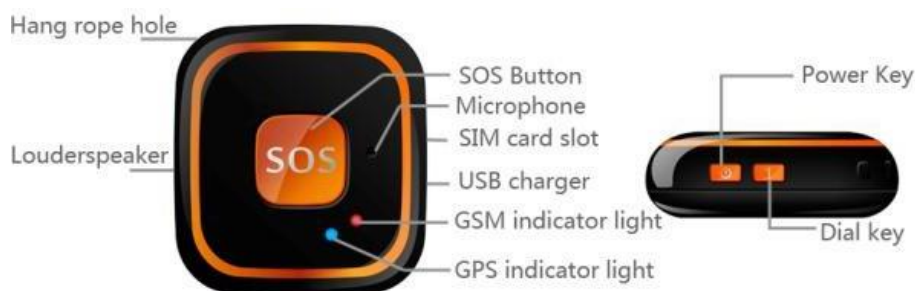 Hang rope hole
Louderspeaker
SOS
SOS Button
Microphone
SIM card slot
USB charger
GSM indicator light
GPS indicator light
Power Key
Dial key